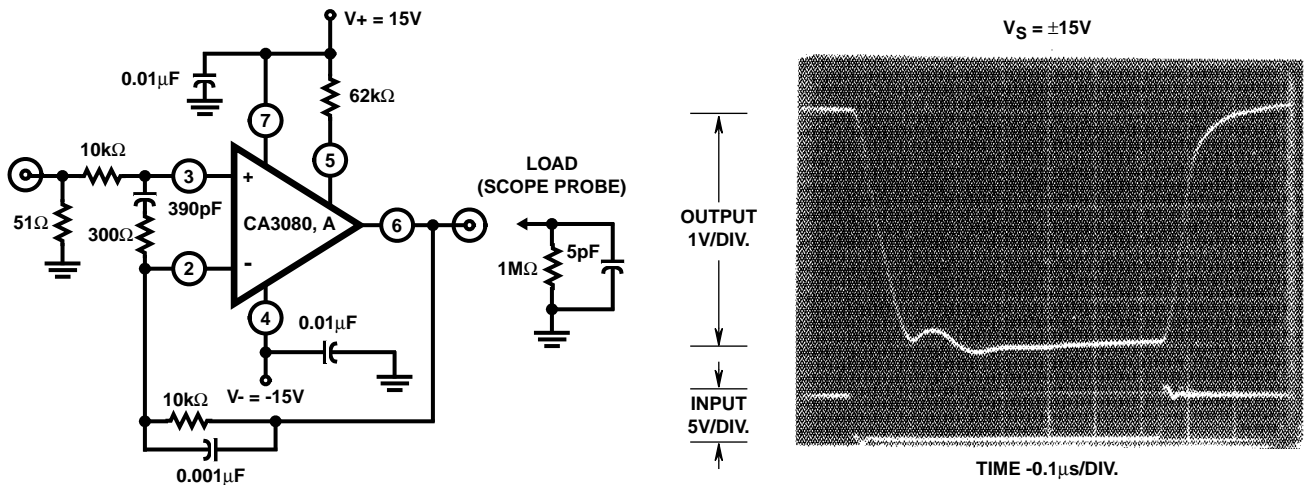 V+ = 15V
0.01μF
62kΩ
7
10kΩ
5
3
+
390pF
CA3080, A
6
51Ω
300Ω
2
-
4
0.01μF
V- = -15V
10kΩ
0.001μF
LOAD
(SCOPE PROBE)
5pF
1MΩ
VS = ±15V
OUTPUT
1V/DIV.
INPUT
5V/DIV.
TIME -0.1μs/DIV.